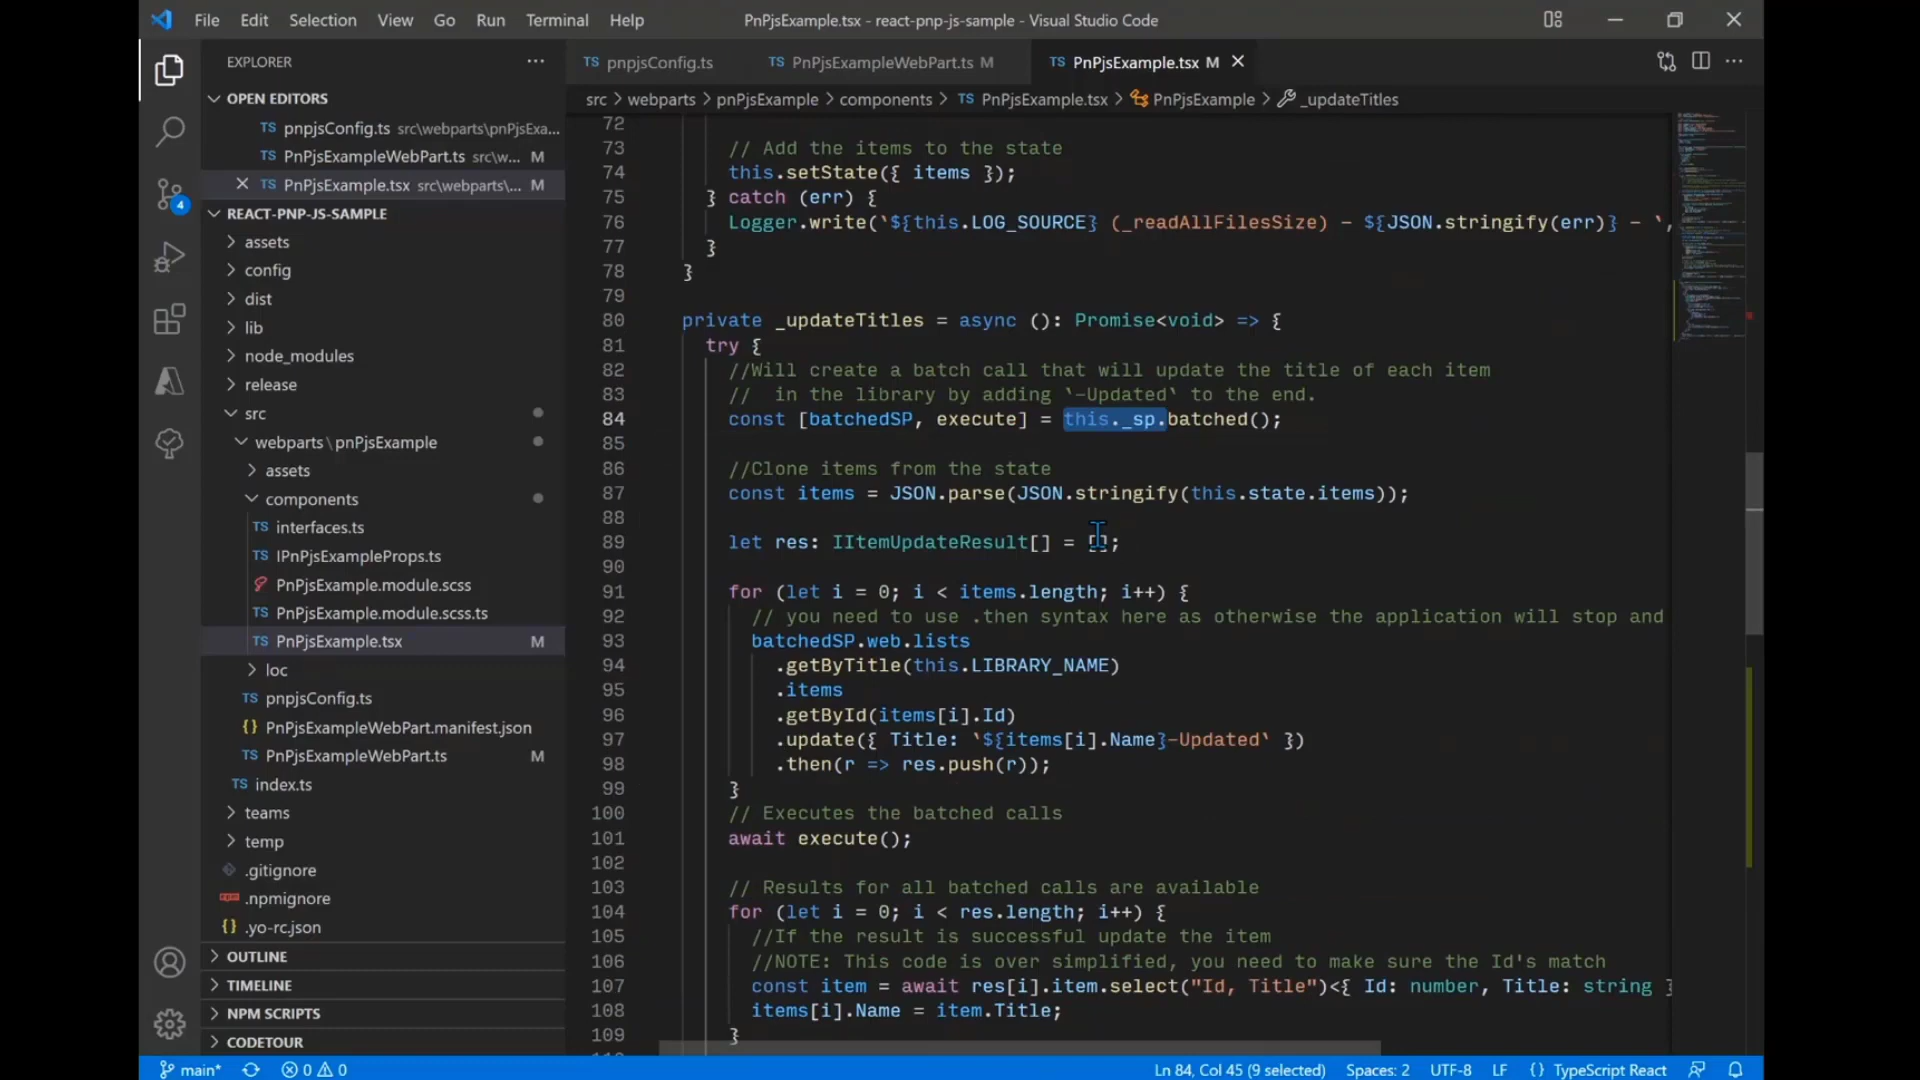 File Edit Selection View Go Run Terminal Help
PnPjsExample.tsx - react-pnp-js-sample - Visual Studio Code
EXPLORER
OPEN EDITORS
TS pnpjsConfig.ts src\webparts\pnPjsExa...
TS PnPjsExampleWebPart.ts src\w... M
TS PnPjsExample.tsx src\webparts\... M
REACT-PNP-JS-SAMPLE
assets
config
dist
lib
node_modules
release
src
webparts\pnPjsExample
assets
components
TS interfaces.ts
TS IPnPjsExampleProps.ts
PnPjsExample.module.scss
TS PnPjsExample.module.scss.ts
TS PnPjsExample.tsx M
loc
TS pnpjsConfig.ts
{} PnPjsExampleWebPart.manifest.json
TS PnPjsExampleWebPart.ts M
TS index.ts
teams
temp
.gitignore
npm .npmignore
{} .yo-rc.json
OUTLINE
TIMELINE
NPM SCRIPTS
CODETOUR
4
TS pnpjsConfig.ts
TS PnPjsExampleWebPart.ts M
TS PnPjsExample.tsx M
src > webparts > pnPjsExample > components > TS PnPjsExample.tsx > PnPjsExample > _updateTitles
72
73 // Add the items to the state
74 this.setState({ items });
75 } catch (err) {
76 Logger.write(`${this.LOG_SOURCE} (_readAllFilesSize) - ${JSON.stringify(err)} - `,
77 }
78 }
79
80 private _updateTitles = async (): Promise<void> => {
81 try {
82 //Will create a batch call that will update the title of each item
83 // in the library by adding `-Updated` to the end.
84 const [batchedSP, execute] = this._sp.batched();
85
86 //Clone items from the state
87 const items = JSON.parse(JSON.stringify(this.state.items));
88
89 let res: IItemUpdateResult[] = [];
90
91 for (let i = 0; i < items.length; i++) {
92 // you need to use .then syntax here as otherwise the application will stop and
93 batchedSP.web.lists
94 .getByTitle(this.LIBRARY_NAME)
95 .items
96 .getById(items[i].Id)
97 .update({ Title: `${items[i].Name}-Updated` })
98 .then(r => res.push(r));
99 }
100 // Executes the batched calls
101 await execute();
102
103 // Results for all batched calls are available
104 for (let i = 0; i < res.length; i++) {
105 //If the result is successful update the item
106 //NOTE: This code is over simplified, you need to make sure the Id's match
107 const item = await res[i].item.select("Id, Title")<{ Id: number, Title: string }
108 items[i].Name = item.Title;
109 }
main* 0 0
Ln 84, Col 45 (9 selected) Spaces: 2 UTF-8 LF {} TypeScript React